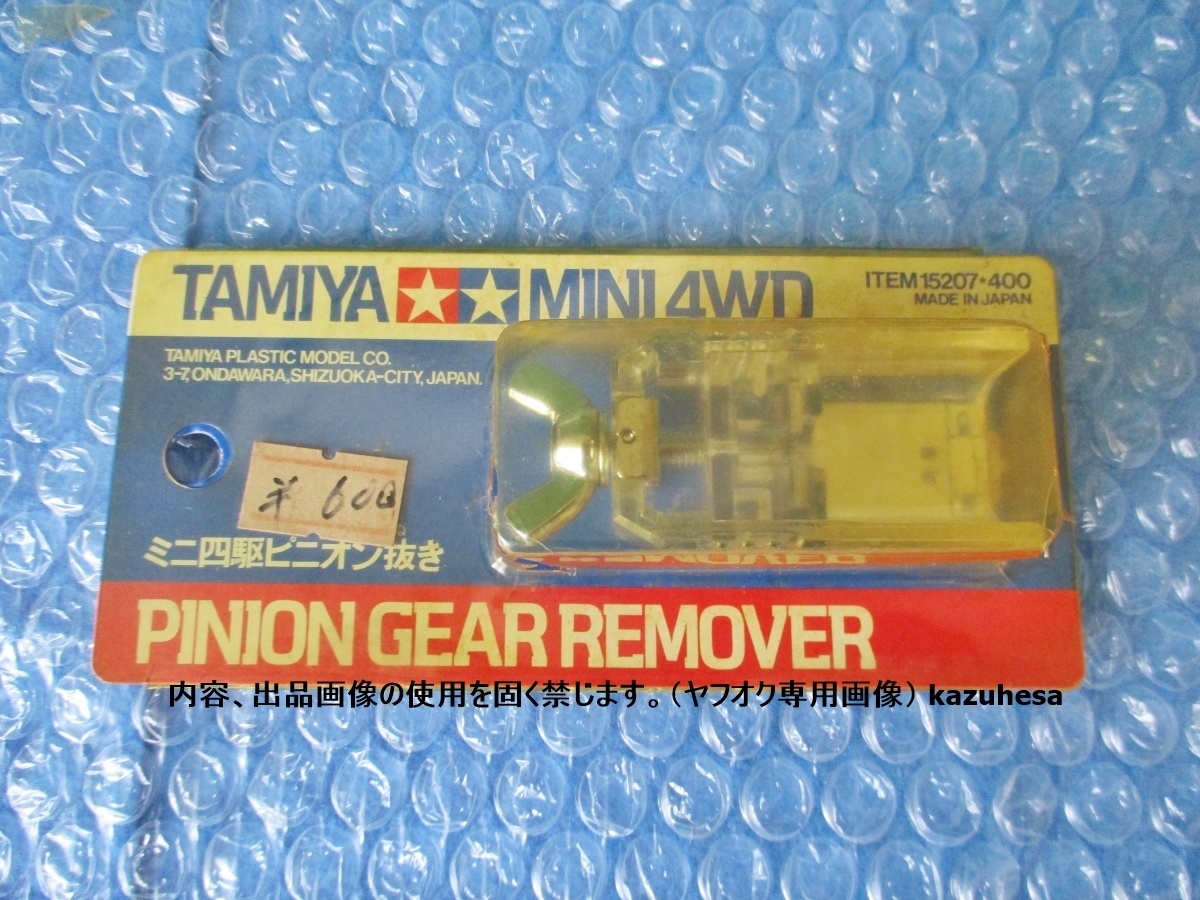 TAMIYA MINI 4WD
ITEM 15207・400
MADE IN JAPAN
TAMIYA PLASTIC MODEL CO.
3-7, ONDAWARA, SHIZUOKA-CITY, JAPAN.
¥ 600
ミニ四駆ピニオン抜き
PINION GEAR REMOVER
内容、出品画像の使用を固く禁じます。（ヤフオク専用画像） kazuhesa